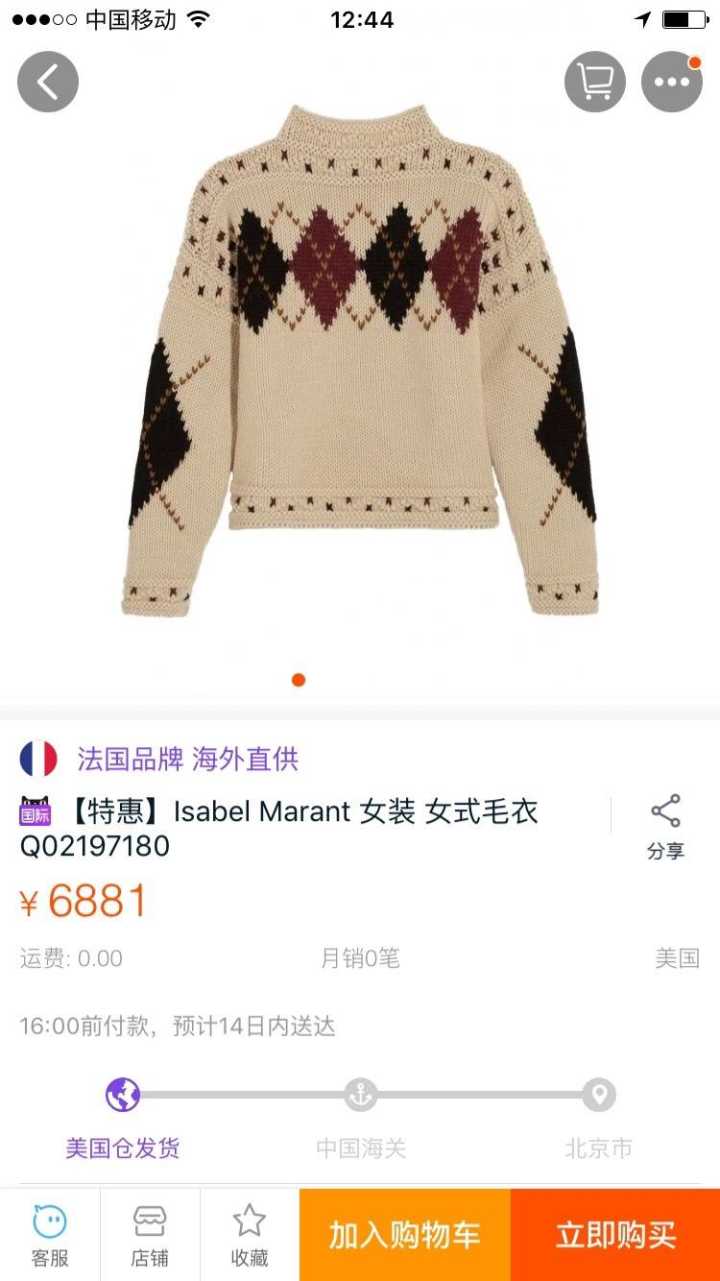 中国移动 12:44
法国品牌 海外直供
国际 【特惠】Isabel Marant 女装 女式毛衣
Q02197180
分享
¥ 6881
运费: 0.00 月销0笔 美国
16:00前付款，预计14日内送达
美国仓发货 中国海关 北京市
客服 店铺 收藏 加入购物车 立即购买